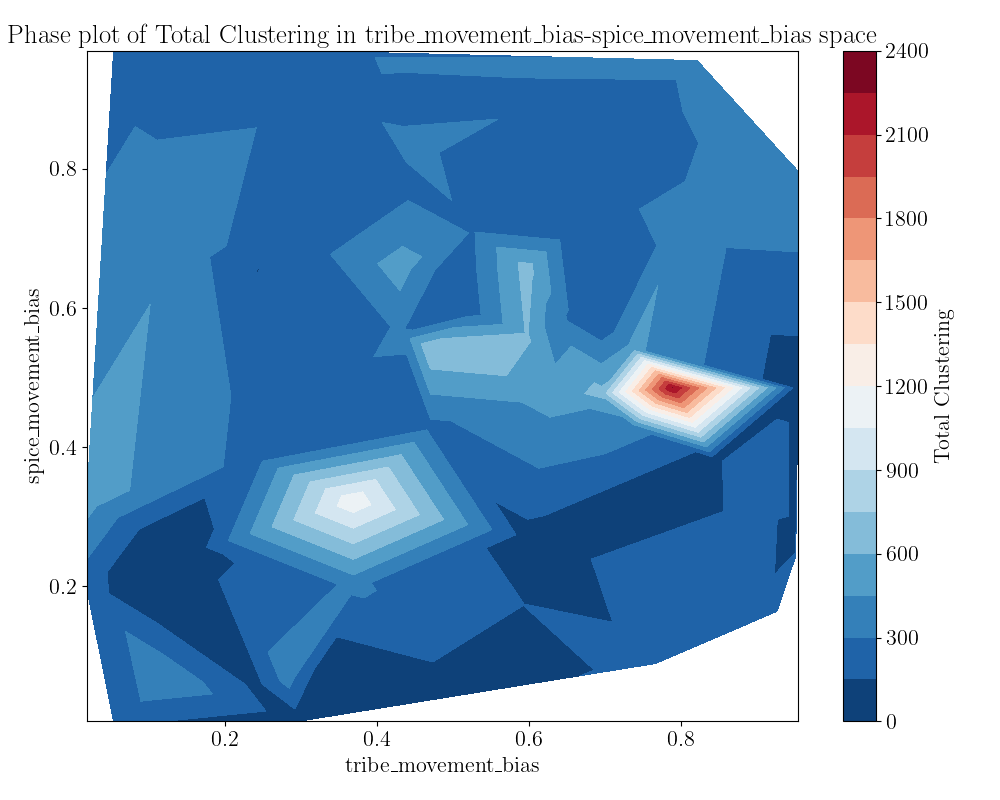 Phase plot of Total Clustering in tribe_movement_bias-spice_movement_bias space
spice_movement_bias
0.8
0.6
0.4
0.2
0.2 0.4 0.6 0.8
tribe_movement_bias
2400
2100
1800
1500
1200
900
600
300
0
Total Clustering